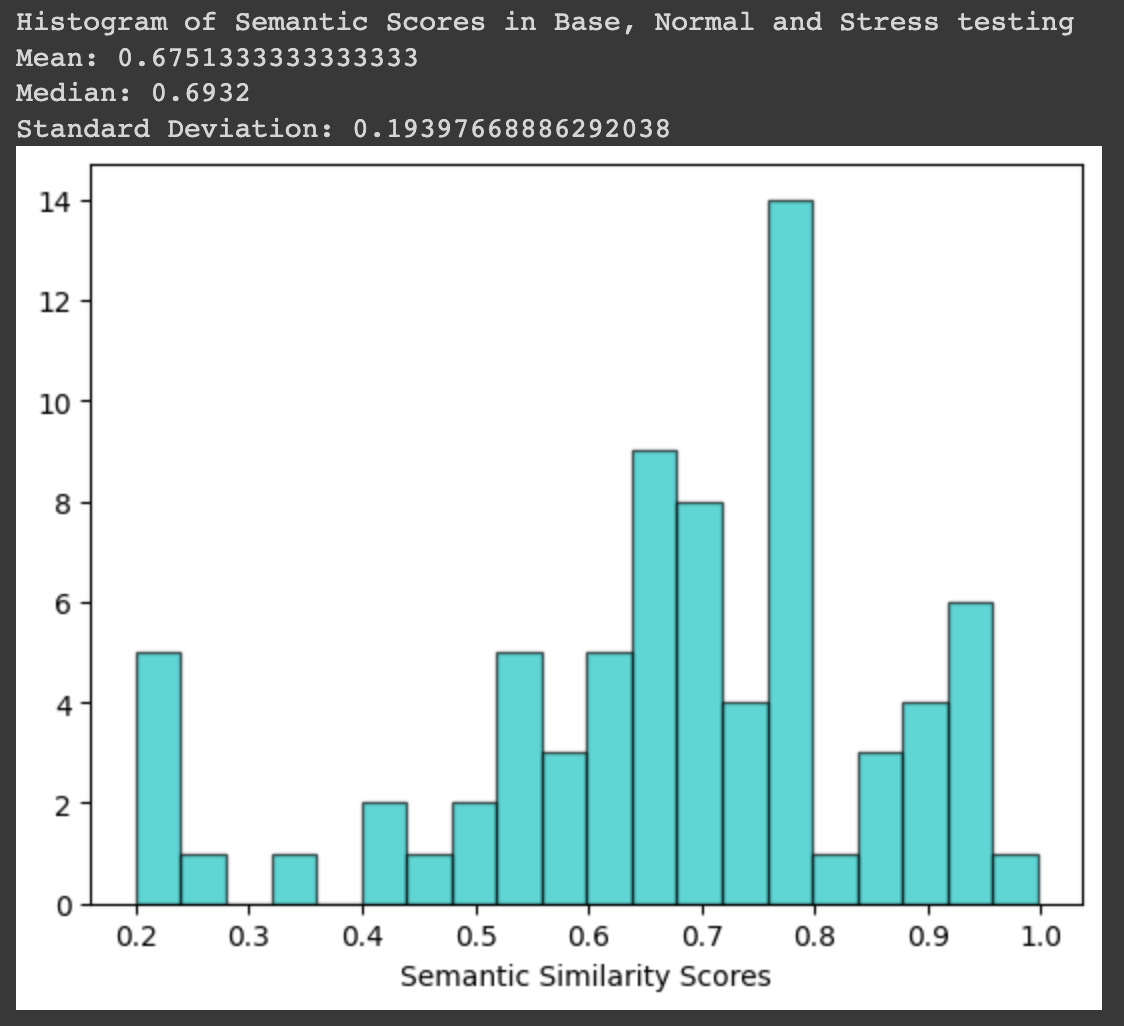 Histogram of Semantic Scores in Base, Normal and Stress testing
Mean: 0.6751333333333333
Median: 0.6932
Standard Deviation: 0.19397668886292038
14
12
10
8
6
4
2
0
0.2 0.3 0.4 0.5 0.6 0.7 0.8 0.9 1.0
Semantic Similarity Scores